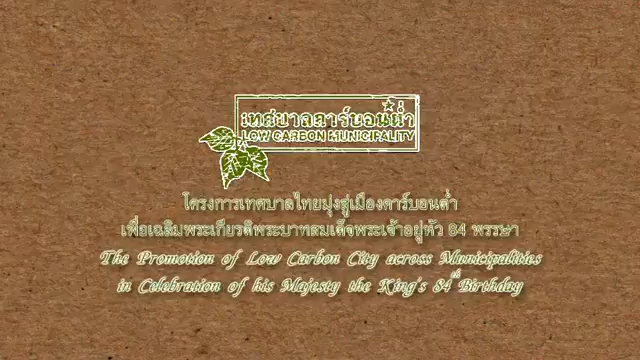 เทศบาลคาร์บอนต่ำ
LOW CARBON MUNICIPALITY
โครงการเทศบาลไทยมุ่งสู่เมืองคาร์บอนต่ำ
เพื่อเฉลิมพระเกียรติพระบาทสมเด็จพระเจ้าอยู่หัว 84 พรรษา
The Promotion of Low Carbon City across Municipalities
in Celebration of his Majesty the King's 84th Birthday